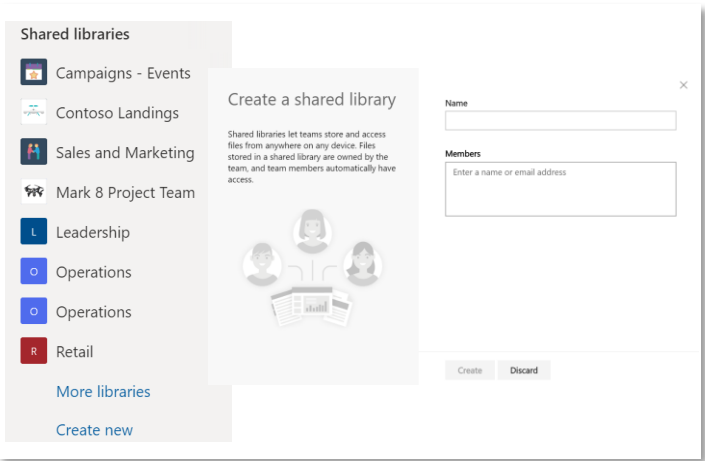 Shared libraries
Campaigns - Events
Contoso Landings
Sales and Marketing
Mark 8 Project Team
L Leadership
O Operations
O Operations
R Retail
More libraries
Create new
Create a shared library
Shared libraries let teams store and access
files from anywhere on any device. Files
stored in a shared library are owned by the
team, and team members automatically have
access.
Name
Members
Enter a name or email address
Create Discard